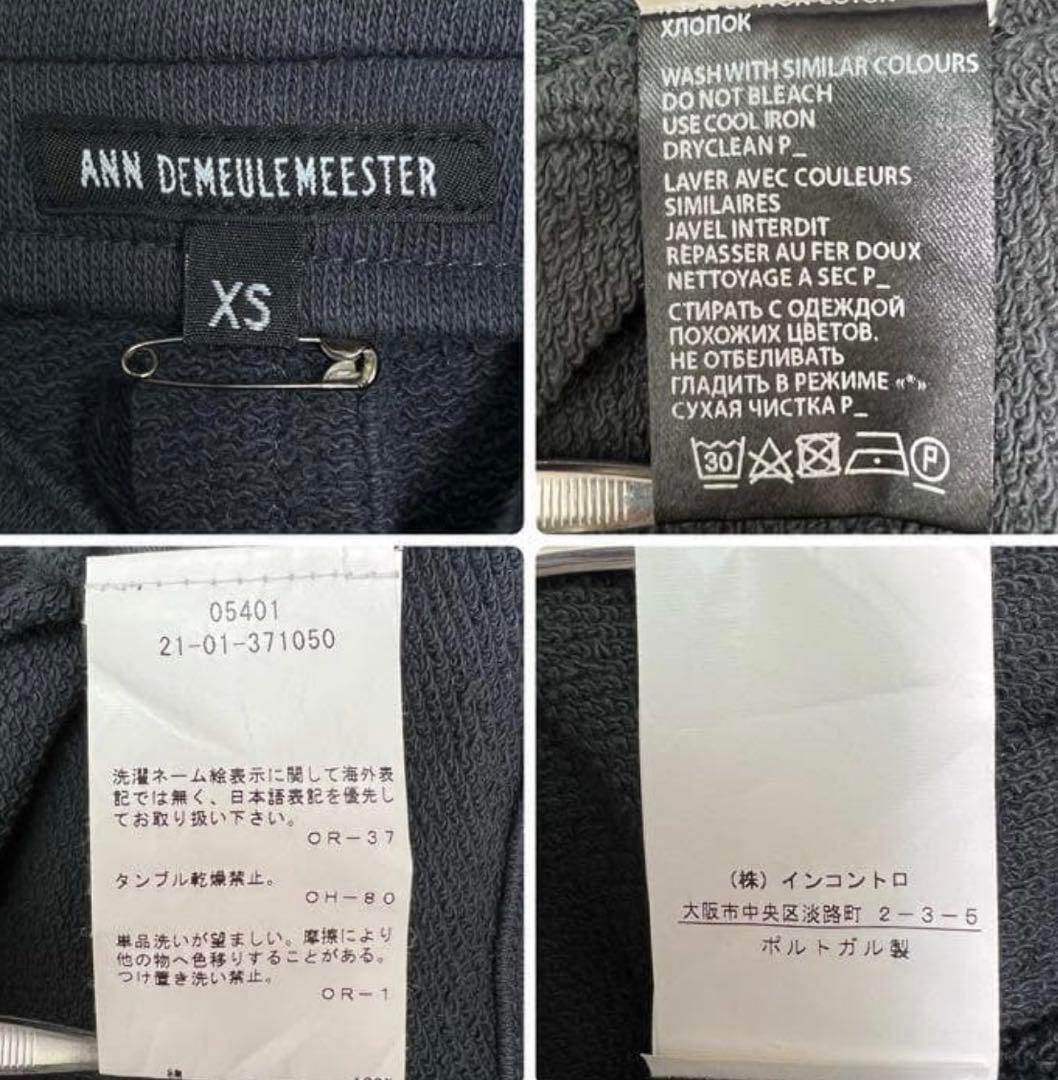 ANN DEMEULEMEESTER
XS
ХЛОПОК
WASH WITH SIMILAR COLOURS
DO NOT BLEACH
USE COOL IRON
DRYCLEAN P_
LAVER AVEC COULEURS
SIMILAIRES
JAVEL INTERDIT
REPASSER AU FER DOUX
NETTOYAGE A SEC P_
СТИРАТЬ С ОДЕЖДОЙ
ПОХОЖИХ ЦВЕТОВ.
НЕ ОТБЕЛИВАТЬ
ГЛАДИТЬ В РЕЖИМЕ «*»
СУХАЯ ЧИСТКА P_
30 P
05401
21-01-371050
洗濯ネーム絵表示に関して海外表
記では無く、日本語表記を優先し
てお取り扱い下さい。
OR-37
タンブル乾燥禁止。
OH-80
単品洗いが望ましい。摩擦により
他の物へ色移りすることがある。
つけ置き洗い禁止。
OR-1
(株)インコントロ
大阪市中央区淡路町 2-3-5
ポルトガル製